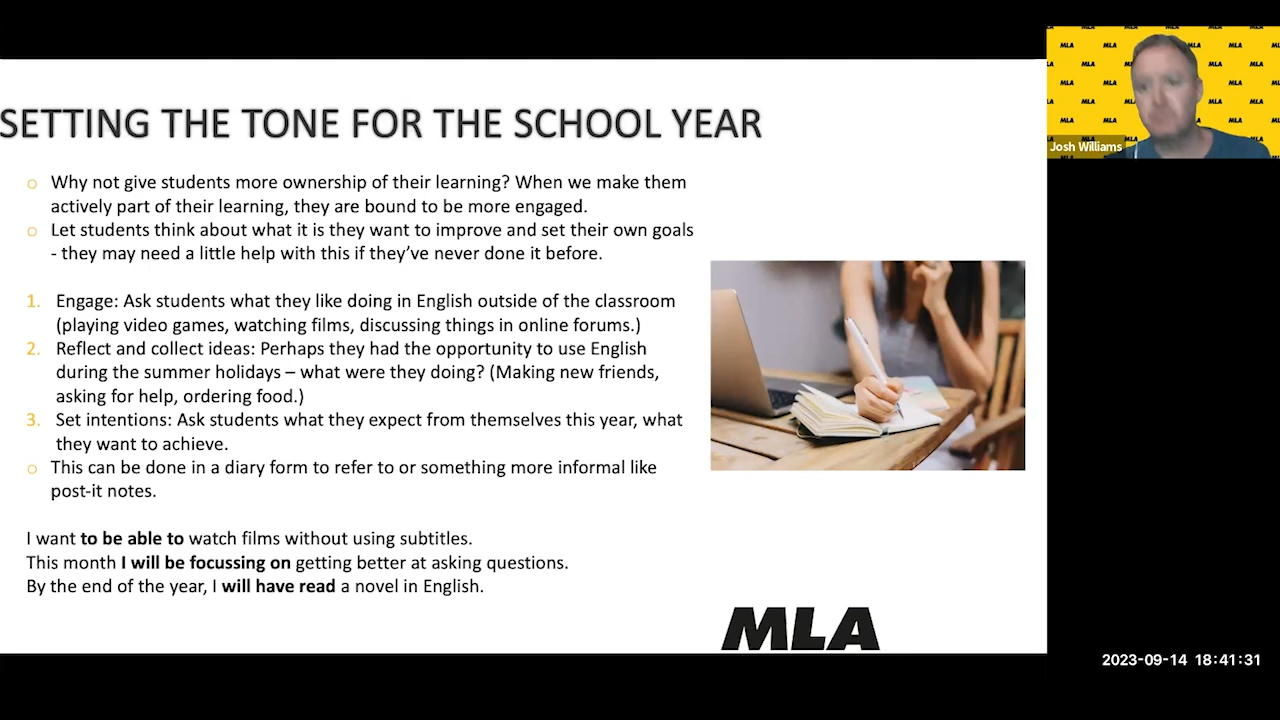 SETTING THE TONE FOR THE SCHOOL YEAR
o Why not give students more ownership of their learning? When we make them
actively part of their learning, they are bound to be more engaged.
o Let students think about what it is they want to improve and set their own goals
- they may need a little help with this if they’ve never done it before.
1. Engage: Ask students what they like doing in English outside of the classroom
(playing video games, watching films, discussing things in online forums.)
2. Reflect and collect ideas: Perhaps they had the opportunity to use English
during the summer holidays – what were they doing? (Making new friends,
asking for help, ordering food.)
3. Set intentions: Ask students what they expect from themselves this year, what
they want to achieve.
o This can be done in a diary form to refer to or something more informal like
post-it notes.
I want to be able to watch films without using subtitles.
This month I will be focussing on getting better at asking questions.
By the end of the year, I will have read a novel in English.
MLA
MLA MLA MLA MLA MLA
Josh Williams
2023-09-14 18:41:31